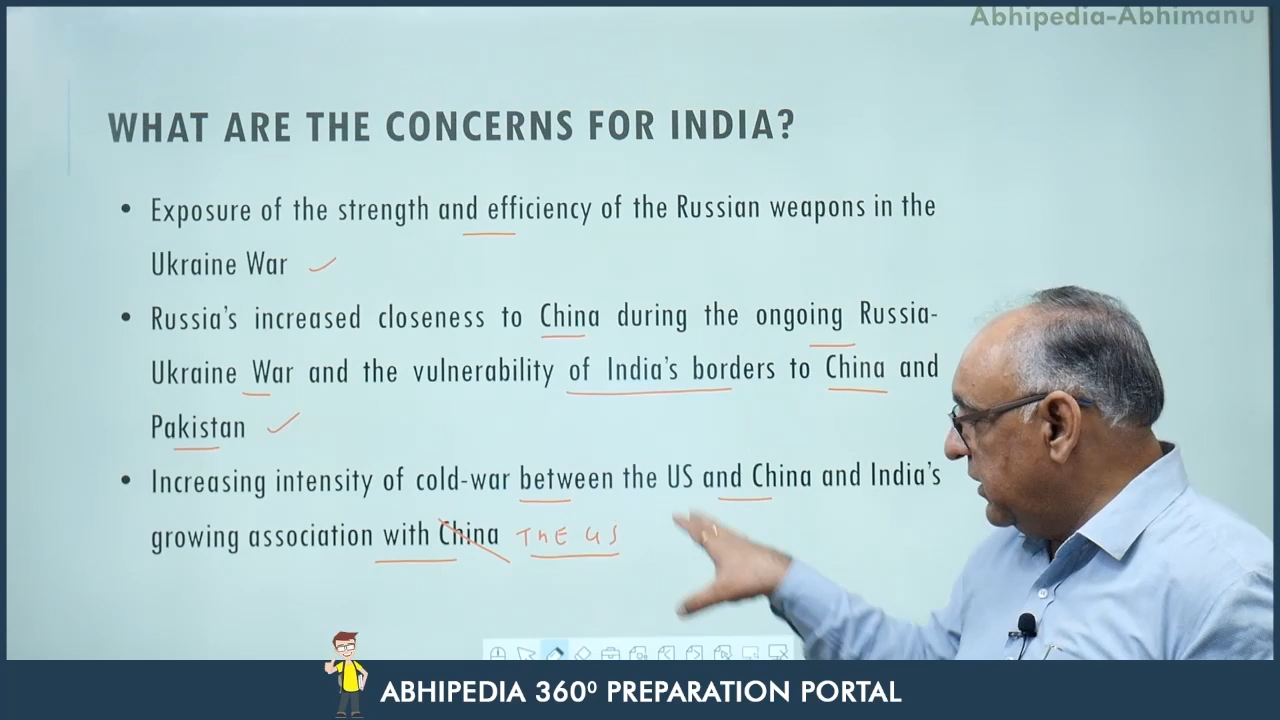 Abhipedia-Abhimanu
WHAT ARE THE CONCERNS FOR INDIA?
• Exposure of the strength and efficiency of the Russian weapons in the
Ukraine War
• Russia's increased closeness to China during the ongoing Russia-
Ukraine War and the vulnerability of India's borders to China and
Pakistan
• Increasing intensity of cold-war between the US and China and India's
growing association with China THE US
ABHIPEDIA 360⁰ PREPARATION PORTAL